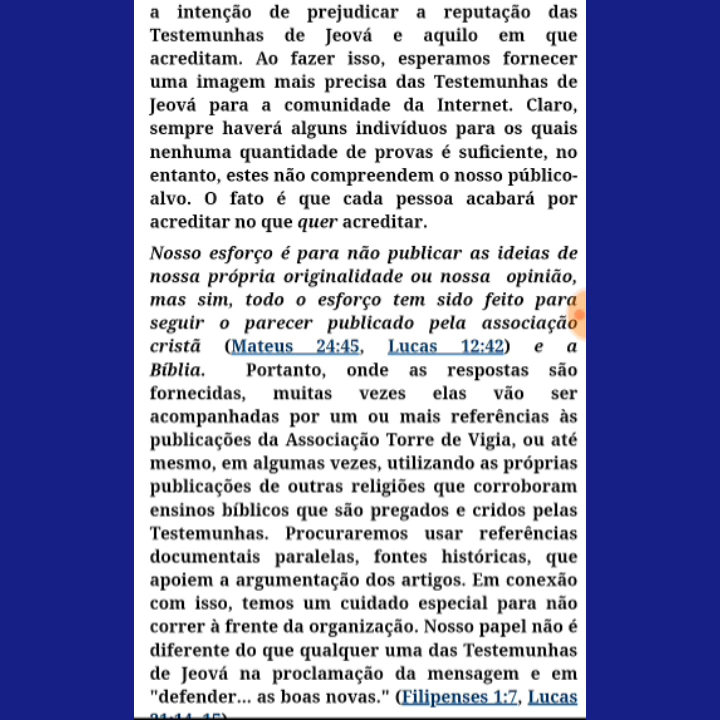 a intenção de prejudicar a reputação das
Testemunhas de Jeová e aquilo em que
acreditam. Ao fazer isso, esperamos fornecer
uma imagem mais precisa das Testemunhas de
Jeová para a comunidade da Internet. Claro,
sempre haverá alguns indivíduos para os quais
nenhuma quantidade de provas é suficiente, no
entanto, estes não compreendem o nosso público-
alvo. O fato é que cada pessoa acabará por
acreditar no que quer acreditar.
Nosso esforço é para não publicar as ideias de
nossa própria originalidade ou nossa opinião,
mas sim, todo o esforço tem sido feito para
seguir o parecer publicado pela associação
cristã (Mateus 24:45, Lucas 12:42) e a
Bíblia. Portanto, onde as respostas são
fornecidas, muitas vezes elas vão ser
acompanhadas por um ou mais referências às
publicações da Associação Torre de Vigia, ou até
mesmo, em algumas vezes, utilizando as próprias
publicações de outras religiões que corroboram
ensinos bíblicos que são pregados e cridos pelas
Testemunhas. Procuraremos usar referências
documentais paralelas, fontes históricas, que
apoiem a argumentação dos artigos. Em conexão
com isso, temos um cuidado especial para não
correr à frente da organização. Nosso papel não é
diferente do que qualquer uma das Testemunhas
de Jeová na proclamação da mensagem e em
"defender... as boas novas." (Filipenses 1:7, Lucas